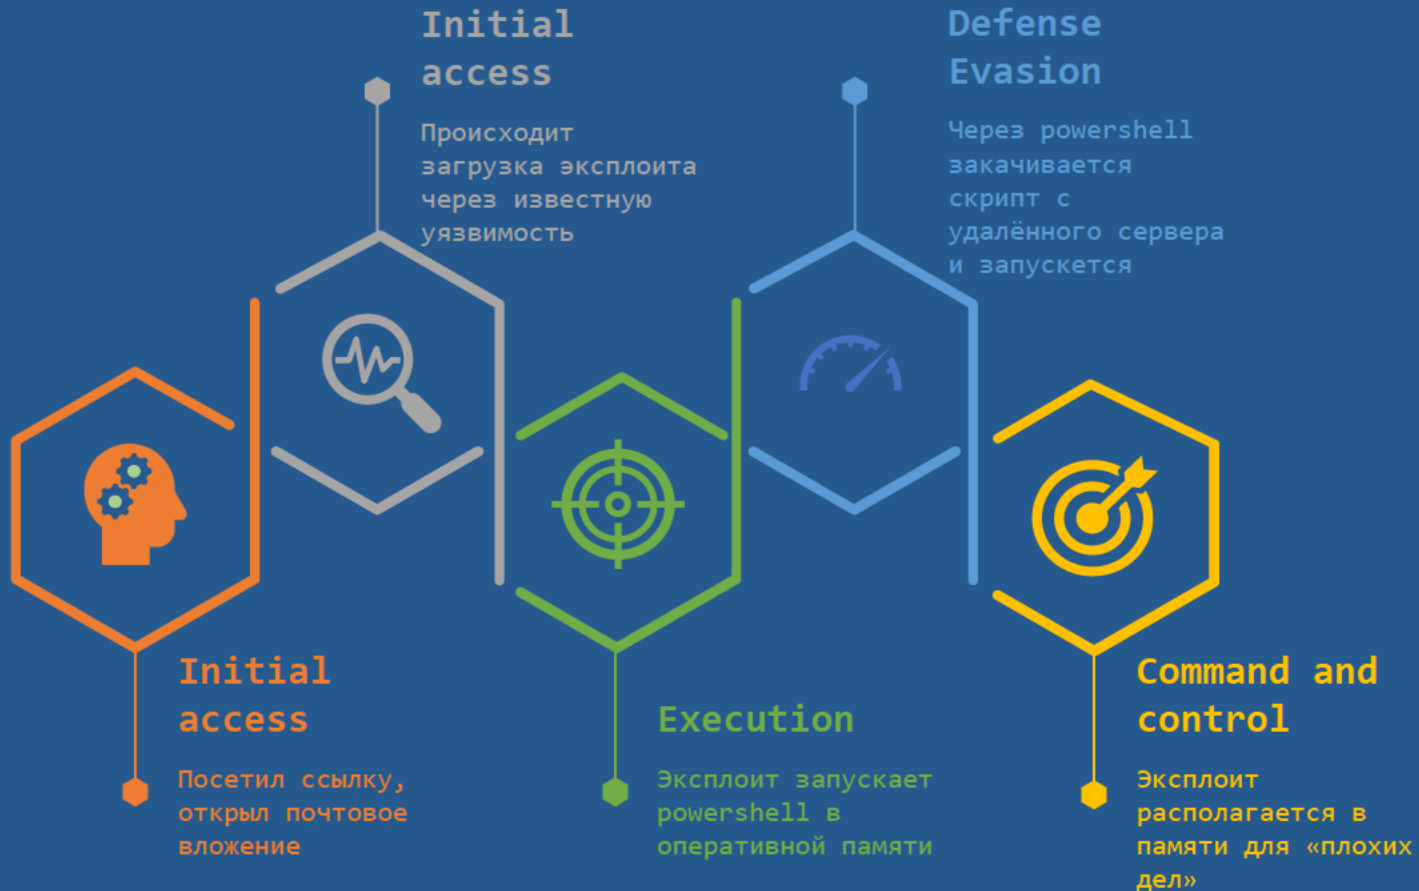 Initial
access
Происходит
загрузка эксплоита
через известную
уязвимость
Defense
Evasion
Через powershell
закачивается
скрипт с
удалённого сервера
и запускется
Initial
access
Посетил ссылку,
открыл почтовое
вложение
Execution
Эксплоит запускает
powershell в
оперативной памяти
Command and
control
Эксплоит
располагается в
памяти для «плохих
дел»